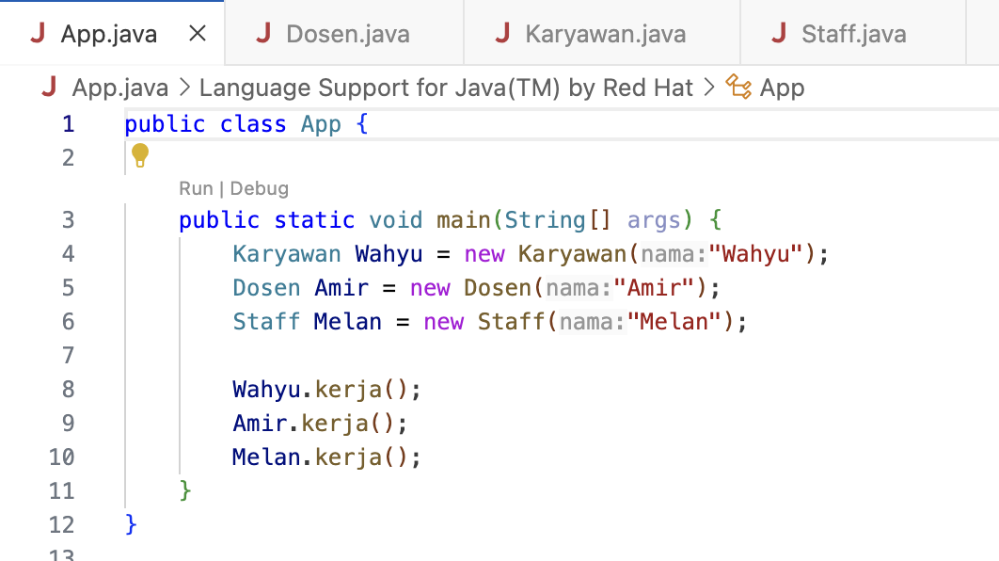 J App.java × J Dosen.java J Karyawan.java J Staff.java
J App.java > Language Support for Java(TM) by Red Hat > App
1 public class App {
2
Run | Debug
3 public static void main(String[] args) {
4 Karyawan Wahyu = new Karyawan(nama:"Wahyu");
5 Dosen Amir = new Dosen(nama:"Amir");
6 Staff Melan = new Staff(nama:"Melan");
7
8 Wahyu.kerja();
9 Amir.kerja();
10 Melan.kerja();
11 }
12 }
13